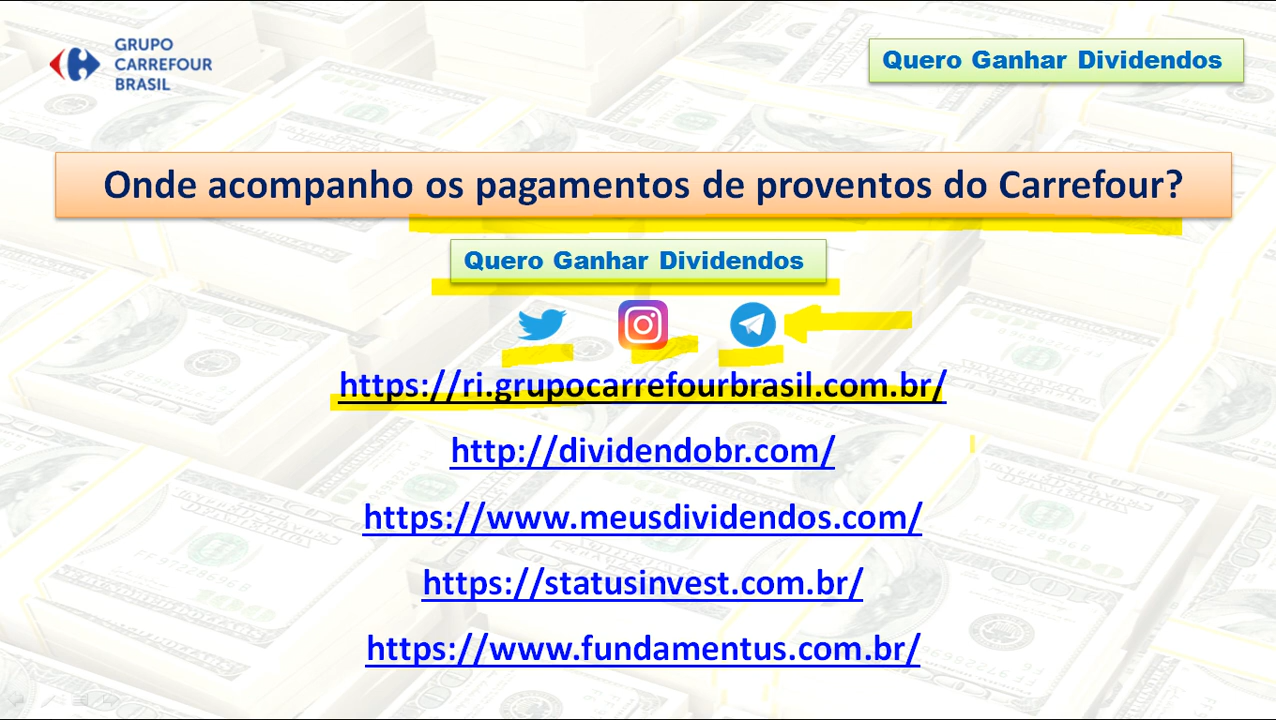 GRUPO
CARREFOUR
BRASIL
Quero Ganhar Dividendos
Onde acompanho os pagamentos de proventos do Carrefour?
Quero Ganhar Dividendos
https://ri.grupocarrefourbrasil.com.br/
http://dividendobr.com/
https://www.meusdividendos.com/
https://statusinvest.com.br/
https://www.fundamentus.com.br/